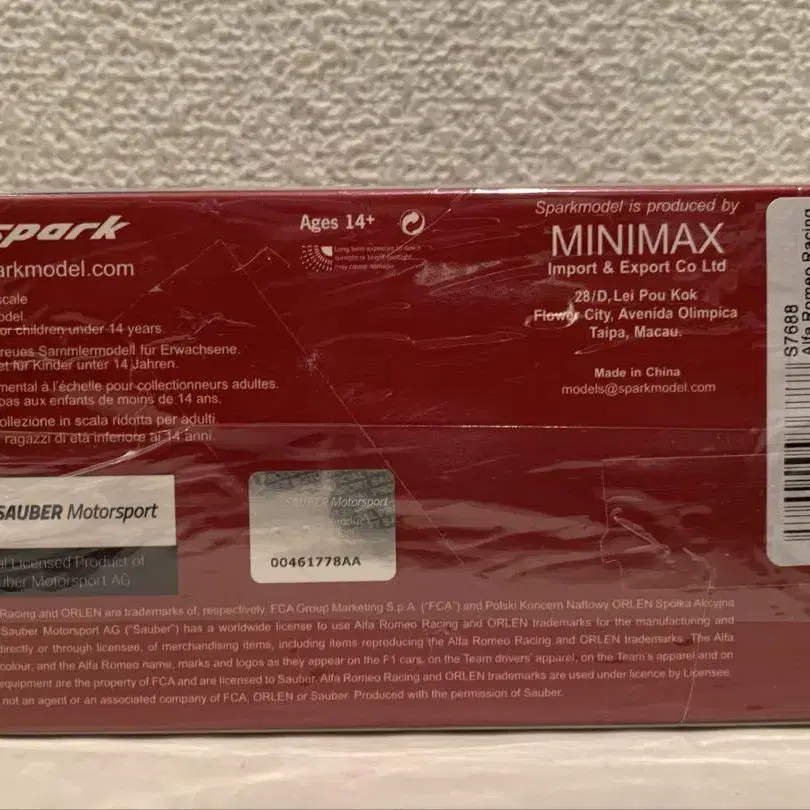 spark
arkmodel.com
scale
odel
or children under 14 years
reues Sammlermodell für Erwachsene.
et für Kinder unter 14 Jahren.
mental à l'échelle pour collectionneurs adultes.
pas aux enfants de moins de 14 ans.
ollezione in scala ridotta per adulti
ragazzi di età inferiore ai 14 anni.
Ages 14+
Long term exposure to direct
sunlight or bright spotlight
may cause damage.
Sparkmodel is produced by
MINIMAX
Import & Export Co Ltd
28/D, Lei Pou Kok
Flower City, Avenida Olimpica
Taipa, Macau.
Made in China
models@sparkmodel.com
S7688
Alfa Romeo Racing
SAUBER Motorsport
al Licensed Product of
uber Motorsport AG
SAUBER Motorsport
00461778AA
Racing and ORLEN are trademarks of, respectively, FCA Group Marketing S.p.A. ("FCA") and Polski Koncern Naftowy ORLEN Spolka Akcyjna
Sauber Motorsport AG ("Sauber") has a worldwide license to use Alfa Romeo Racing and ORLEN trademarks for the manufacturing and
directly or through licensee, of merchandising items, including items reproducing the Alfa Romeo Racing and ORLEN trademarks. The Alfa
colour, and the Alfa Romeo name, marks and logos as they appear on the F1 cars, on the Team drivers' apparel, on the Team's apparel and on
equipment are the property of FCA and are licensed to Sauber. Alfa Romeo Racing and ORLEN trademarks are used under licence by Licensee.
not an agent or an associated company of FCA, ORLEN or Sauber. Produced with the permission of Sauber.